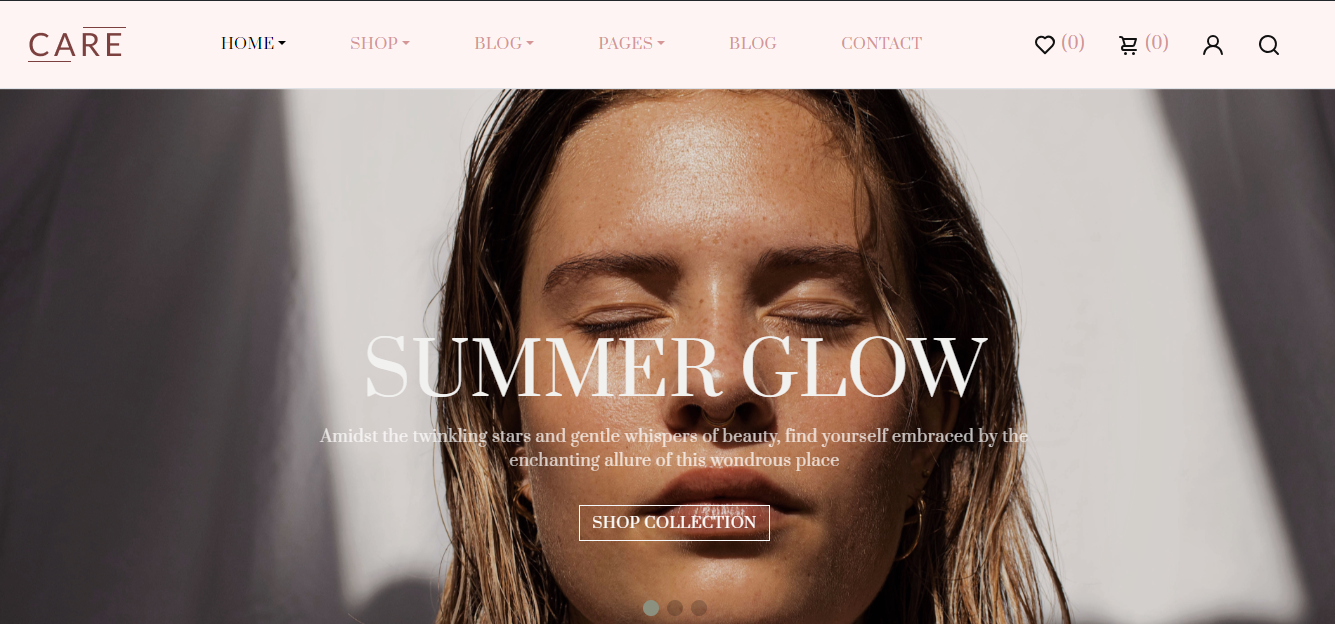 CARE
HOME
SHOP
BLOG
PAGES
BLOG
CONTACT
(0)
(0)
SUMMER GLOW
Amidst the twinkling stars and gentle whispers of beauty, find yourself embraced by the
enchanting allure of this wondrous place
SHOP COLLECTION